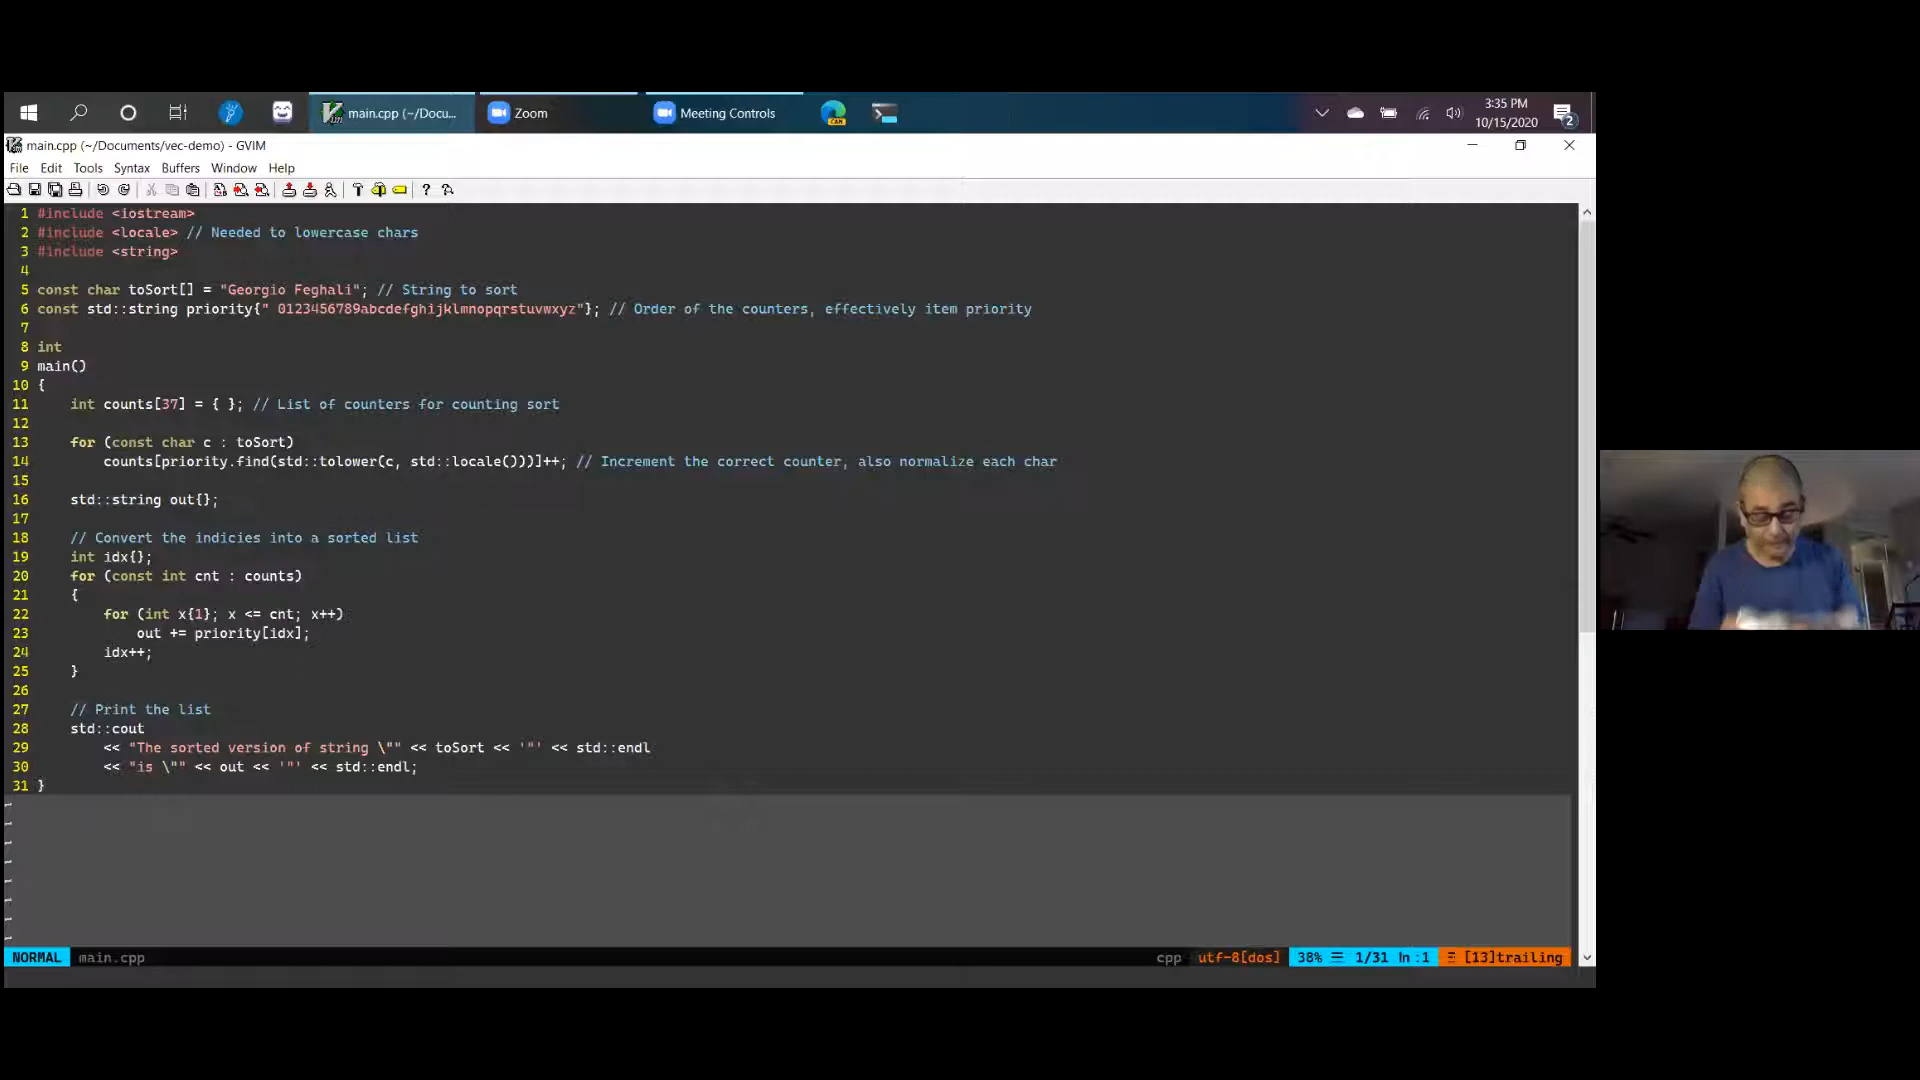 main.cpp (~/Docu...
Zoom
Meeting Controls
CAN
3:35 PM
10/15/2020
2
main.cpp (~/Documents/vec-demo) - GVIM
File Edit Tools Syntax Buffers Window Help
1 #include <iostream>
2 #include <locale> // Needed to lowercase chars
3 #include <string>
4
5 const char toSort[] = "Georgio Feghali"; // String to sort
6 const std::string priority{" 0123456789abcdefghijklmnopqrstuvwxyz"}; // Order of the counters, effectively item priority
7
8 int
9 main()
10 {
11     int counts[37] = { }; // List of counters for counting sort
12
13     for (const char c : toSort)
14         counts[priority.find(std::tolower(c, std::locale()))]++; // Increment the correct counter, also normalize each char
15
16     std::string out{};
17
18     // Convert the indicies into a sorted list
19     int idx{};
20     for (const int cnt : counts)
21     {
22         for (int x{1}; x <= cnt; x++)
23             out += priority[idx];
24         idx++;
25     }
26
27     // Print the list
28     std::cout
29         << "The sorted version of string \"" << toSort << '"' << std::endl
30         << "is \"" << out << '"' << std::endl;
31 }
~
~
~
~
~
~
~
~
NORMAL main.cpp cpp utf-8[dos] 38% ☰ 1/31 ln :1 Ξ [13]trailing